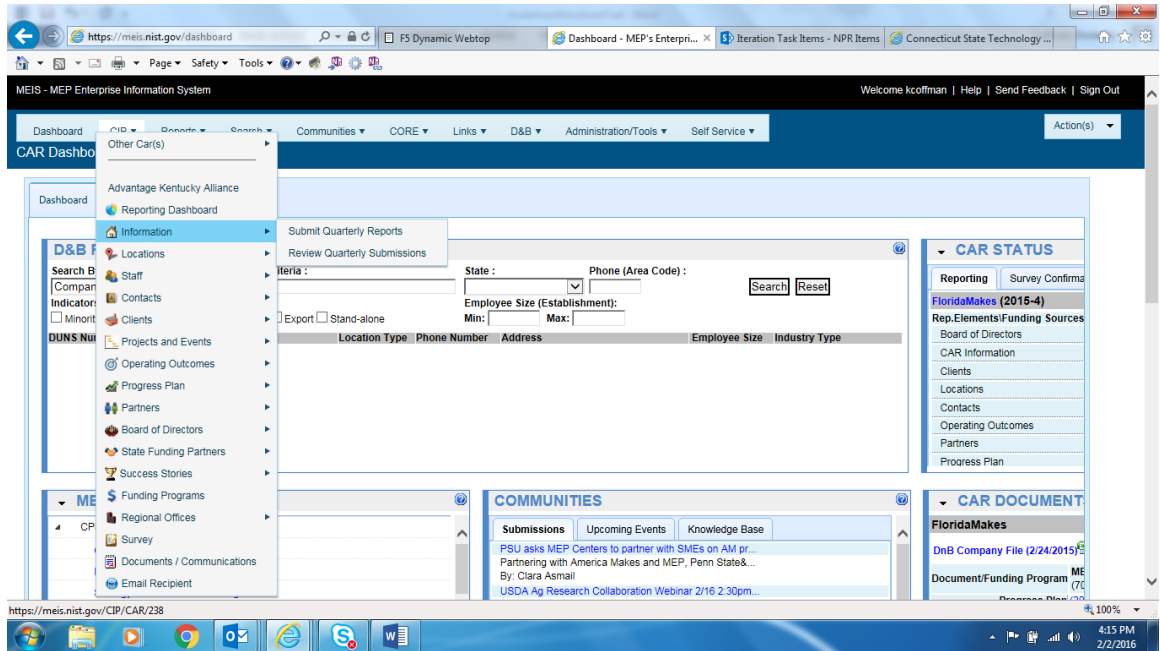 https://meis.nist.gov/dashboard
F5 Dynamic Webtop
Dashboard - MEP's Enterpri...
Iteration Task Items - NPR Items
Connecticut State Technology ...
Page Safety Tools
MEIS - MEP Enterprise Information System
Welcome kcoffman | Help | Send Feedback | Sign Out
Dashboard CIP Reports Search Communities CORE Links D&B Administration/Tools Self Service
Action(s)
CAR Dashbo
Other Car(s)
Advantage Kentucky Alliance
Reporting Dashboard
Information
Locations
Staff
Contacts
Clients
Projects and Events
Operating Outcomes
Progress Plan
Partners
Board of Directors
State Funding Partners
Success Stories
Funding Programs
Regional Offices
Survey
Documents / Communications
Email Recipient
Submit Quarterly Reports
Review Quarterly Submissions
Dashboard
D&B
Search B
iteria :
State :
Phone (Area Code) :
Compan
Search Reset
Indicator
Employee Size (Establishment):
Minorit
Export Stand-alone
Min: Max:
DUNS Nu
Location Type Phone Number Address Employee Size Industry Type
CAR STATUS
Reporting Survey Confirma
FloridaMakes (2015-4)
Rep.Elements\Funding Sources
Board of Directors
CAR Information
Clients
Locations
Contacts
Operating Outcomes
Partners
Progress Plan
ME
CP
COMMUNITIES
Submissions Upcoming Events Knowledge Base
PSU asks MEP Centers to partner with SMEs on AM pr...
Partnering with America Makes and MEP, Penn State&...
By: Clara Asmail
USDA Ag Research Collaboration Webinar 2/16 2:30pm...
CAR DOCUMENT
FloridaMakes
DnB Company File (2/24/2015)
Document/Funding Program ME
(70
Progress Plan
https://meis.nist.gov/CIP/CAR/238
100%
4:15 PM
2/2/2016